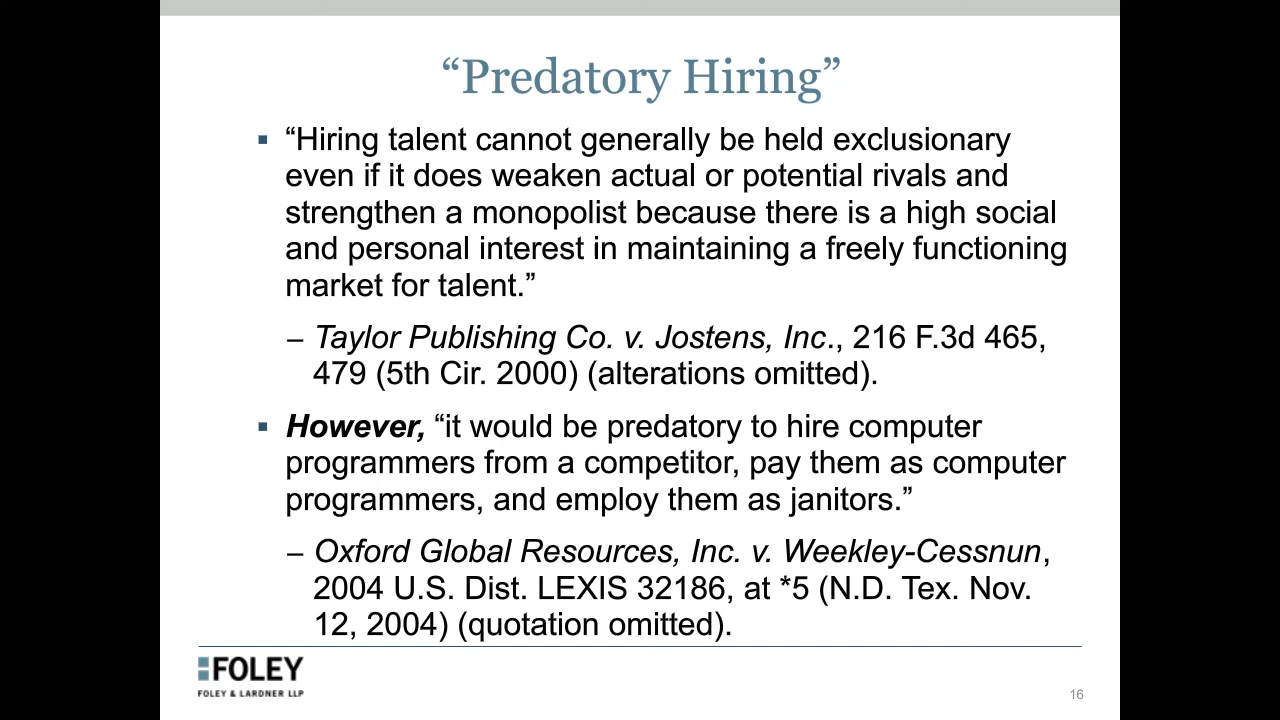 “Predatory Hiring”
▪ “Hiring talent cannot generally be held exclusionary
even if it does weaken actual or potential rivals and
strengthen a monopolist because there is a high social
and personal interest in maintaining a freely functioning
market for talent.”
– Taylor Publishing Co. v. Jostens, Inc., 216 F.3d 465,
479 (5th Cir. 2000) (alterations omitted).
▪ However, “it would be predatory to hire computer
programmers from a competitor, pay them as computer
programmers, and employ them as janitors.”
– Oxford Global Resources, Inc. v. Weekley-Cessnun,
2004 U.S. Dist. LEXIS 32186, at *5 (N.D. Tex. Nov.
12, 2004) (quotation omitted).
FOLEY
FOLEY & LARDNER LLP
16